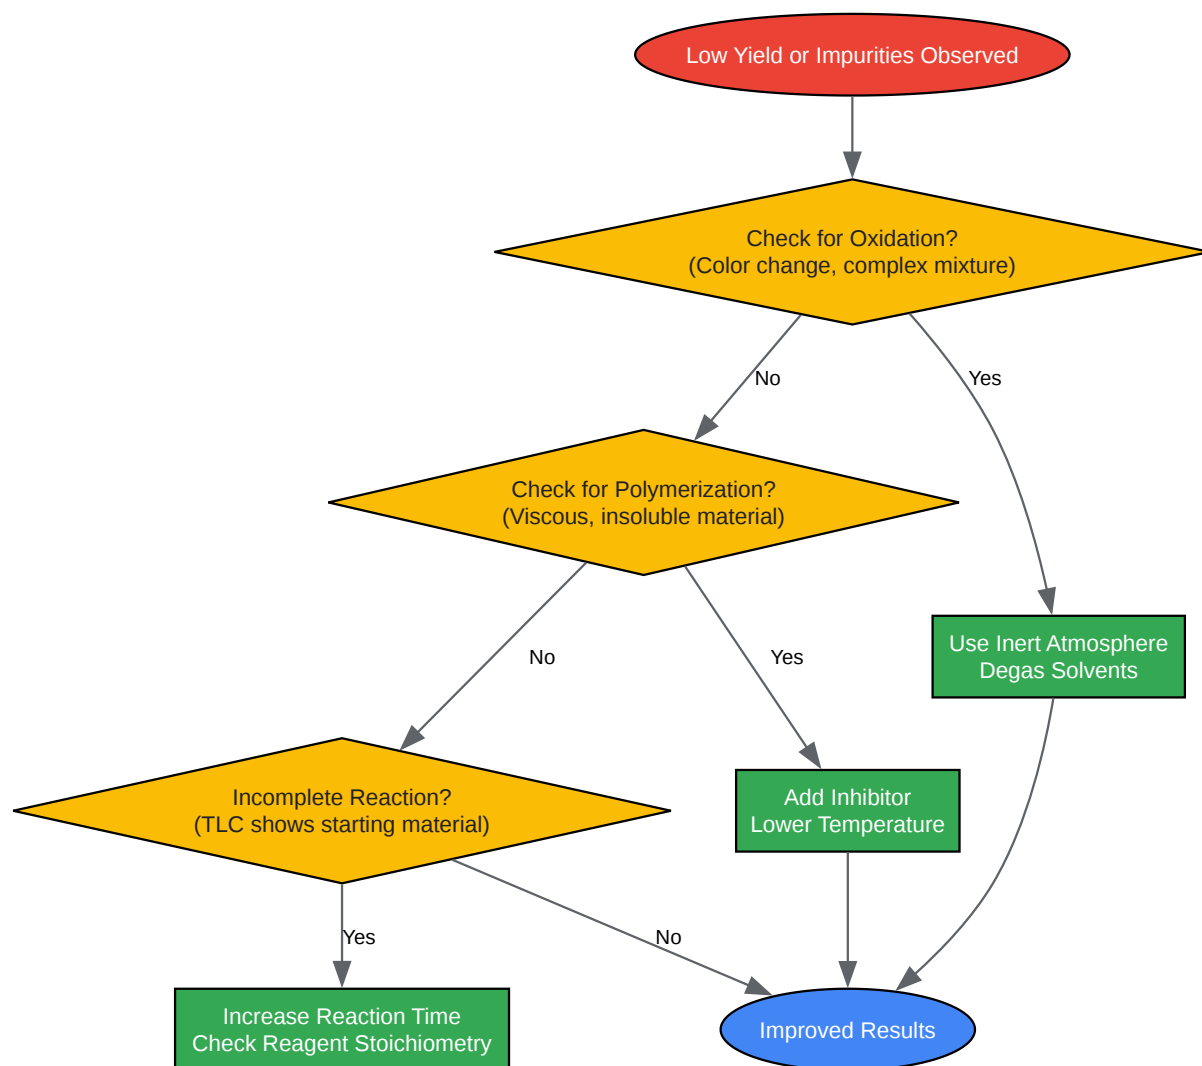 Low Yield or Impurities Observed
Check for Oxidation?
(Color change, complex mixture)
No
Yes
Check for Polymerization?
(Viscous, insoluble material)
No
Yes
Use Inert Atmosphere
Degas Solvents
Incomplete Reaction?
(TLC shows starting material)
Add Inhibitor
Lower Temperature
Yes
No
Increase Reaction Time
Check Reagent Stoichiometry
Improved Results